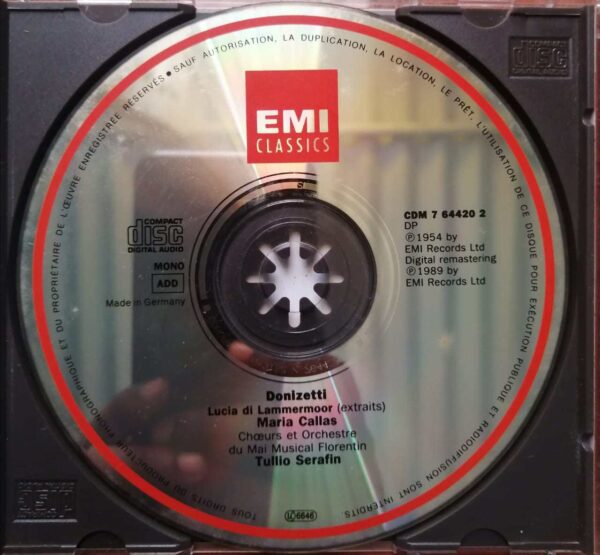 TOUS DROITS DU PRODUCTEUR PHONOGRAPHIQUE ET DU PROPRIÉTAIRE DE L'ŒUVRE ENREGISTRÉE RÉSERVÉS • SAUF AUTORISATION, LA DUPLICATION, LA LOCATION, LE PRÊT, L'UTILISATION DE CE DISQUE POUR EXÉCUTION PUBLIQUE ET RADIODIFFUSION SONT INTERDITS
EMI
CLASSICS
COMPACT
disc
DIGITAL AUDIO
MONO
ADD
Made in Germany
CDM 7 64420 2
DP
℗ 1954 by
EMI Records Ltd
Digital remastering
℗ 1989 by
EMI Records Ltd
Donizetti
Lucia di Lammermoor (extraits)
Maria Callas
Chœurs et Orchestre
du Mai Musical Florentin
Tullio Serafin
6646
disc